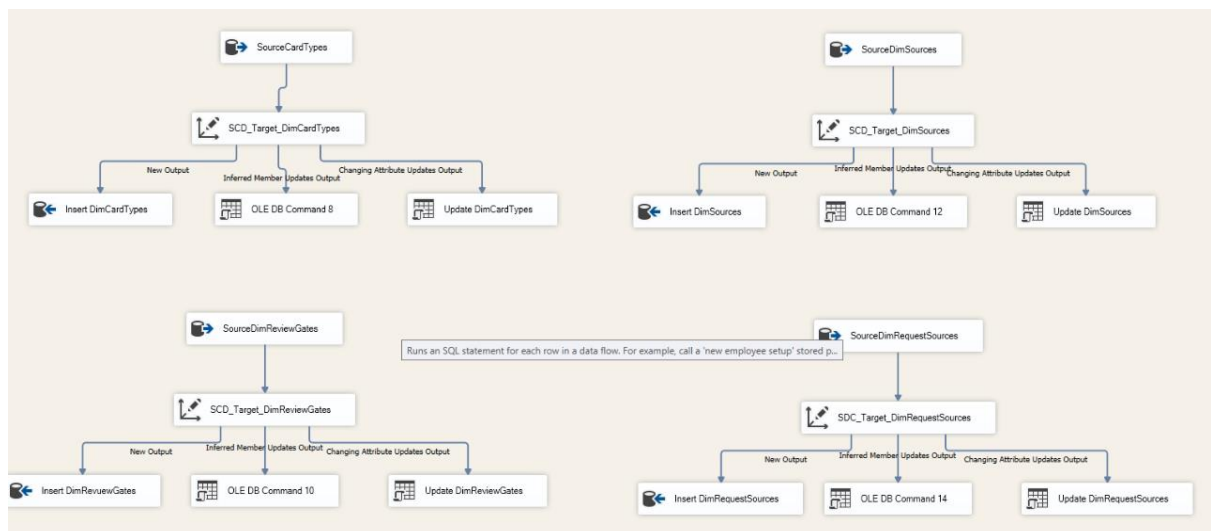 SourceCardTypes
SCD_Target_DimCardTypes
New Output
Inferred Member Updates Output
Changing Attribute Updates Output
Insert DimCardTypes
OLE DB Command 8
Update DimCardTypes
SourceDimSources
SCD_Target_DimSources
New Output
Inferred Member Updates Output
Changing Attribute Updates Output
Insert DimSources
OLE DB Command 12
Update DimSources
SourceDimReviewGates
SCD_Target_DimReviewGates
New Output
Inferred Member Updates Output
Changing Attribute Updates Output
Insert DimRevuewGates
OLE DB Command 10
Update DimReviewGates
Runs an SQL statement for each row in a data flow. For example, call a 'new employee setup' stored p...
SourceDimRequestSources
SDC_Target_DimRequestSources
New Output
Inferred Member Updates Output
Changing Attribute Updates Output
Insert DimRequestSources
OLE DB Command 14
Update DimRequestSources